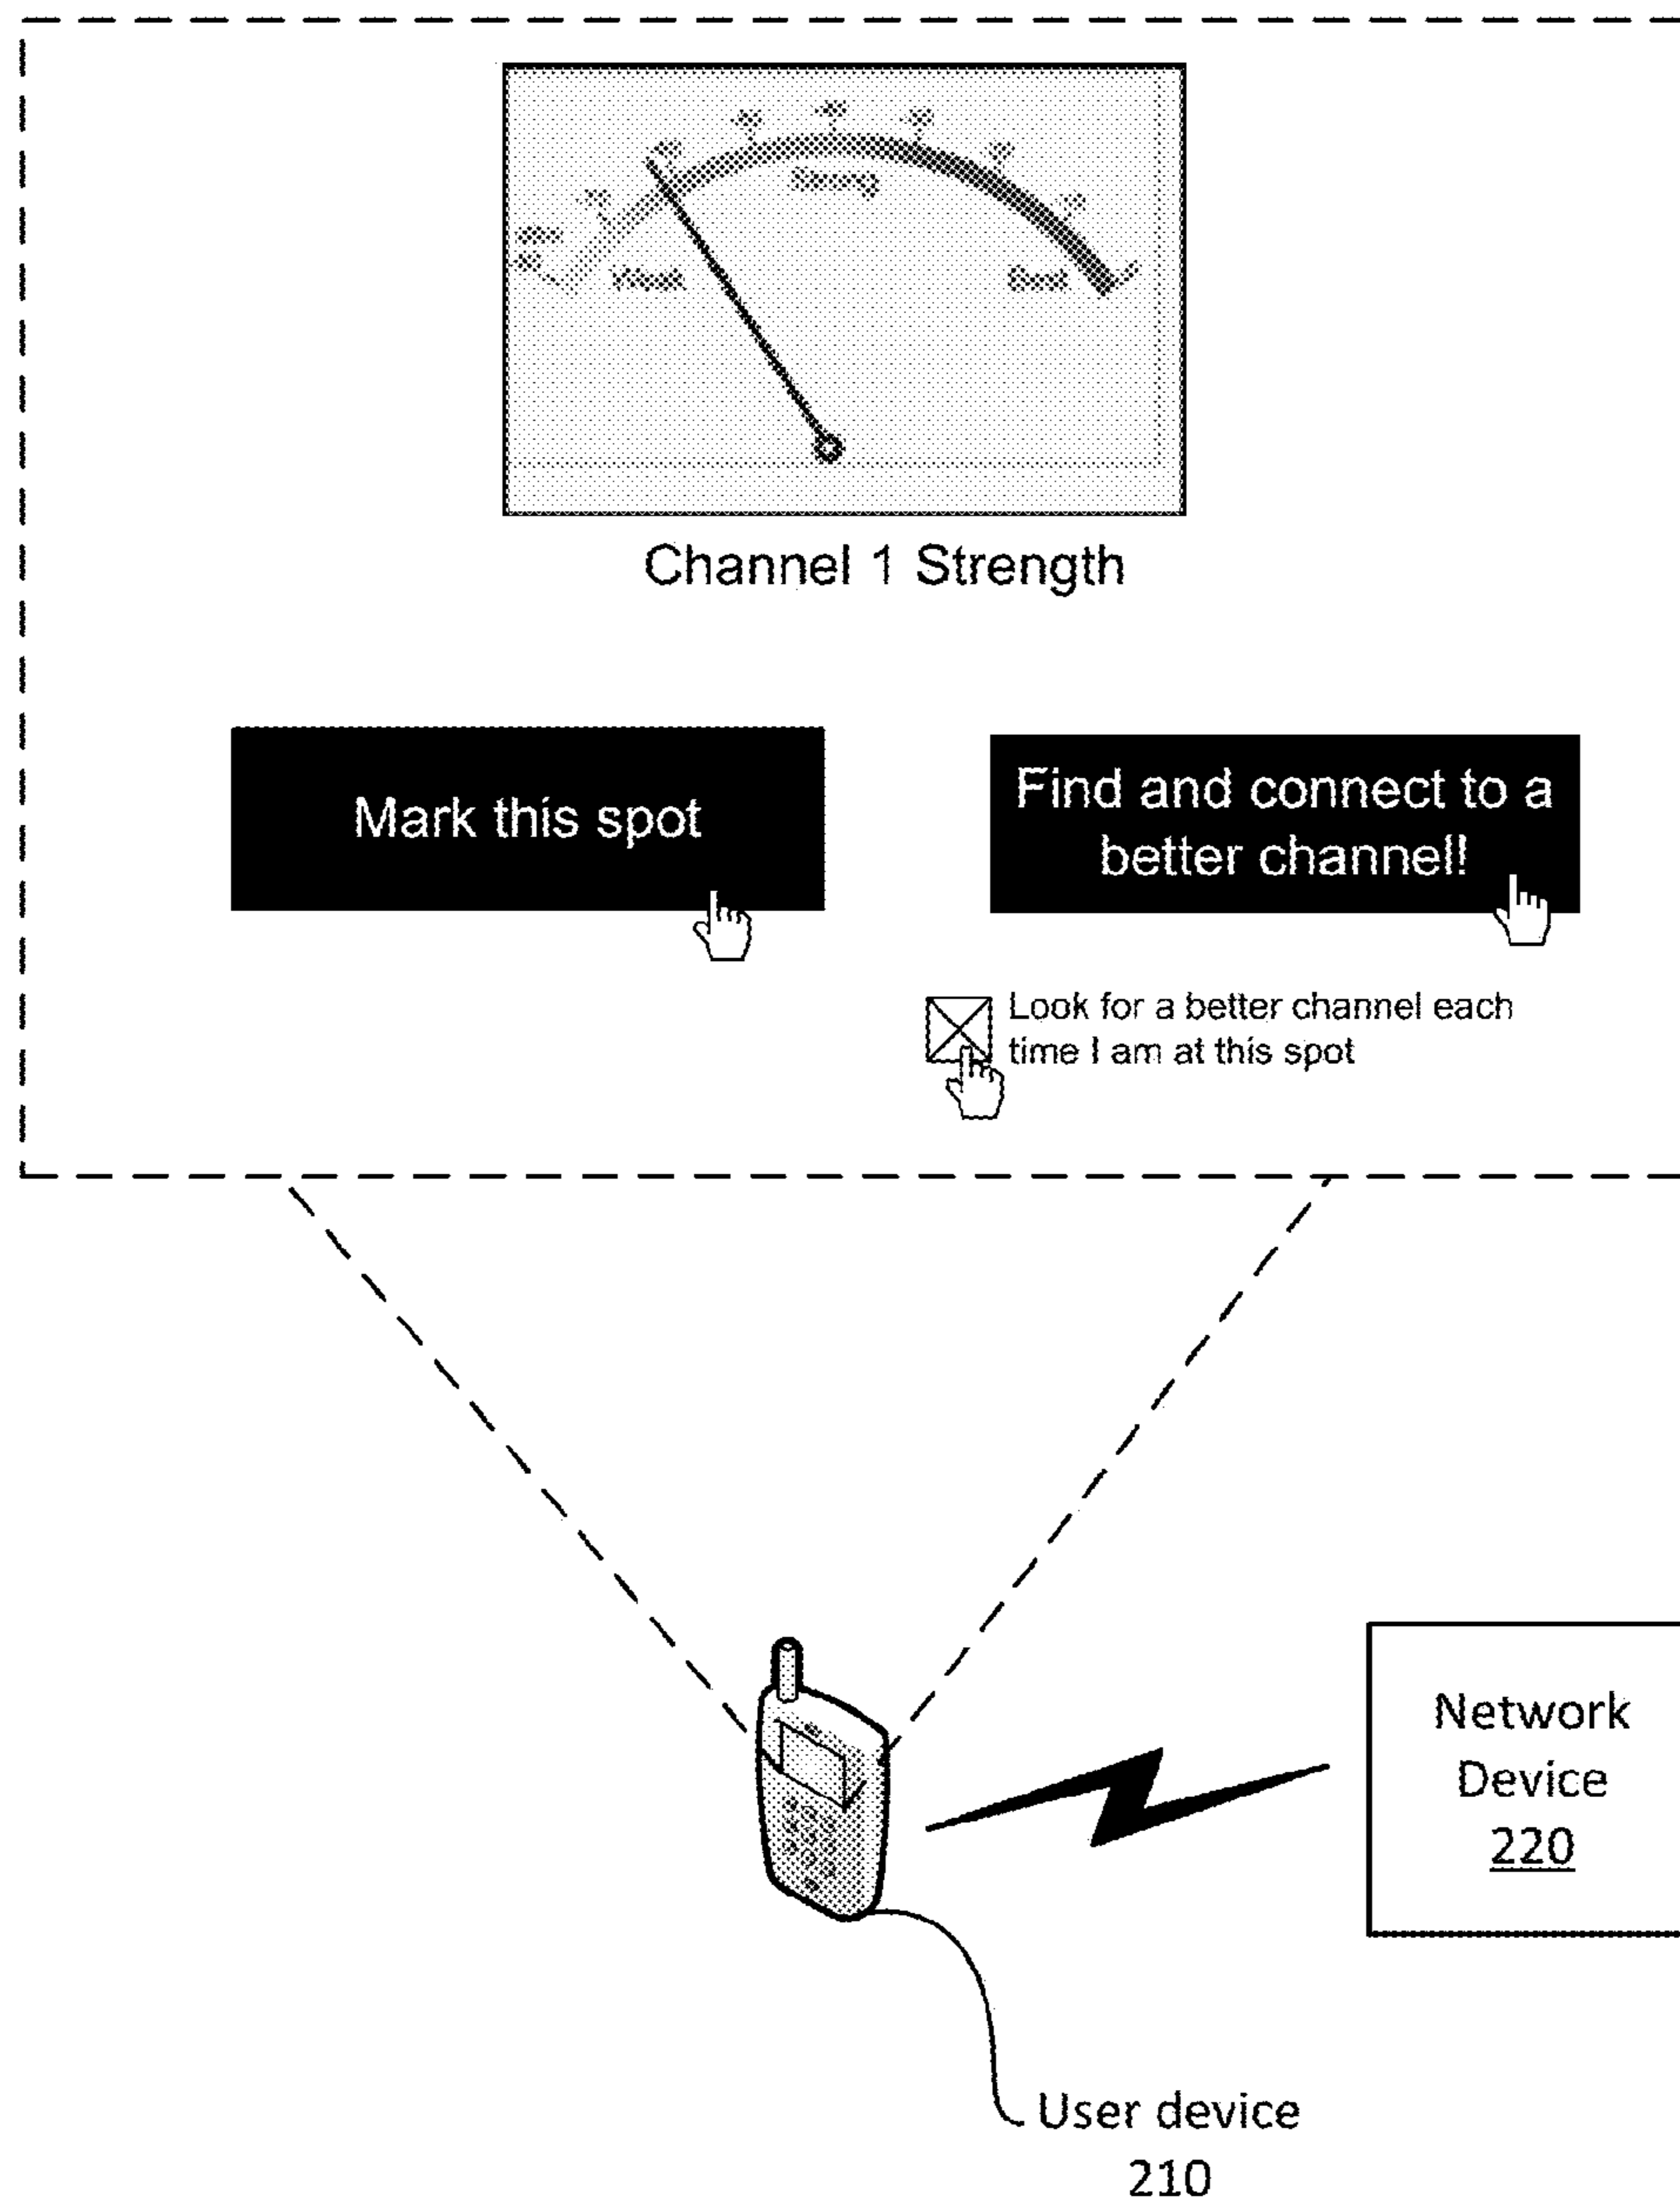 Strong
Channel 1 Strength
Mark this spot
Find and connect to a
better channel!
Look for a better channel each
time I am at this spot
Network
Device
220
User device
210